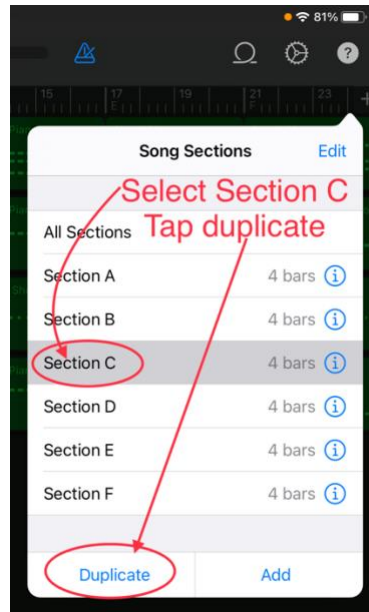 81%
?
15 17 19 21 23 +
E F
Song Sections Edit
Select Section C
Tap duplicate
All Sections
Section A 4 bars i
Section B 4 bars i
Section C 4 bars i
Section D 4 bars i
Section E 4 bars i
Section F 4 bars i
Duplicate Add